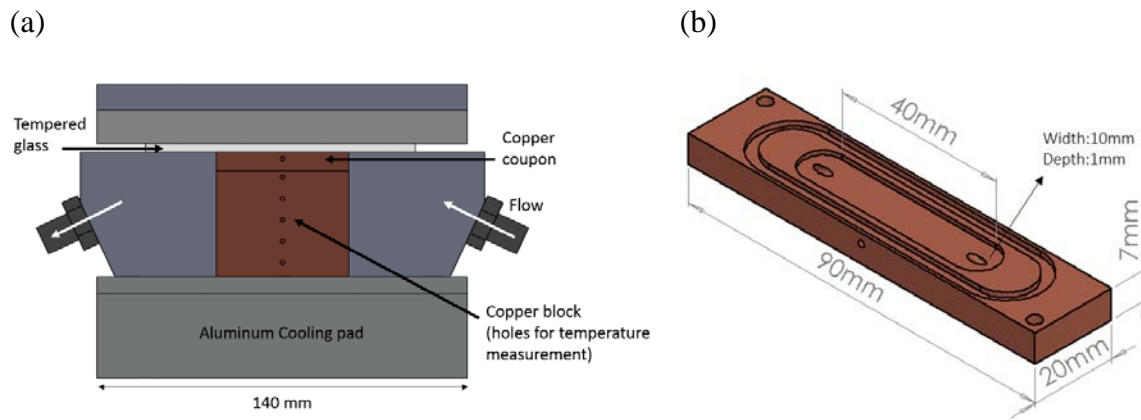 (a)
(b)
Tempered
glass
Copper
coupon
Flow
Copper block
(holes for temperature
measurement)
Aluminum Cooling pad
140 mm
40mm
Width:10mm
Depth:1mm
90mm
7mm
20mm